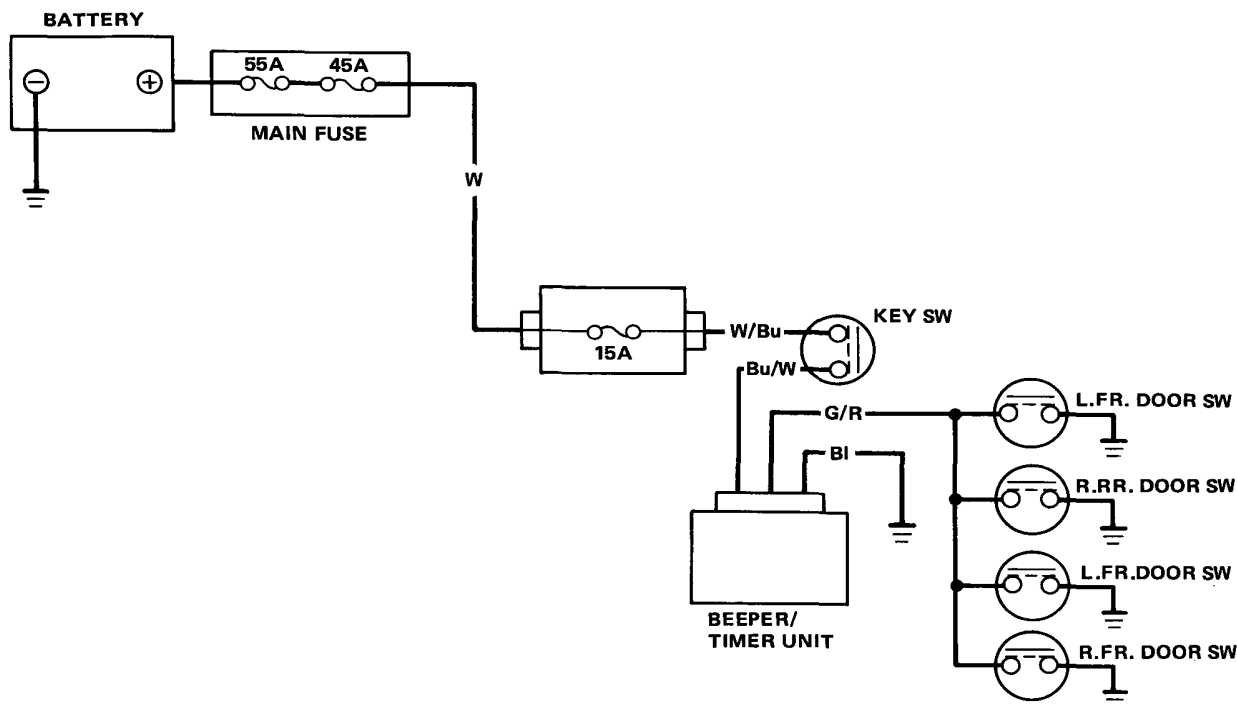 BATTERY
55A
45A
MAIN FUSE
W
15A
W/Bu
KEY SW
Bu/W
G/R
Bl
L.FR. DOOR SW
R.RR. DOOR SW
L.FR.DOOR SW
R.FR. DOOR SW
BEEPER/
TIMER UNIT